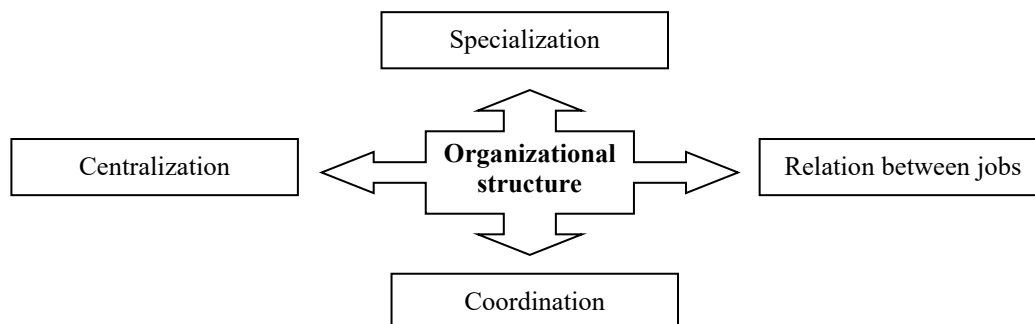 Specialization
Centralization
Organizational
structure
Relation between jobs
Coordination